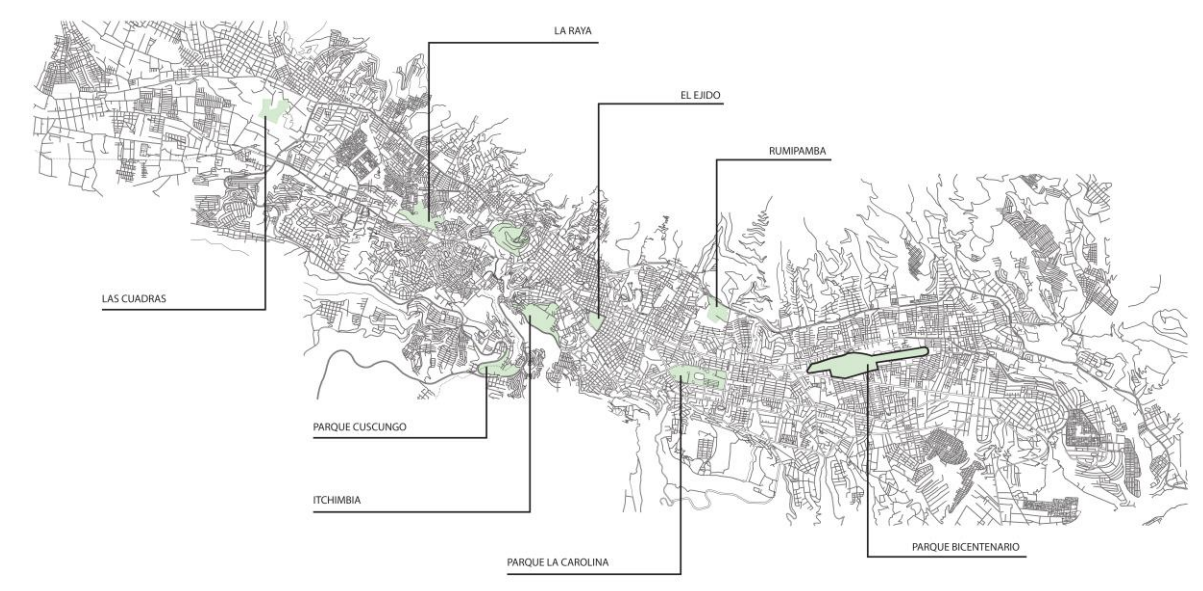 LA RAYA
EL EJIDO
RUMIPAMBA
LAS CUADRAS
PARQUE CUSCUNGO
ITCHIMBIA
PARQUE BICENTENARIO
PARQUE LA CAROLINA